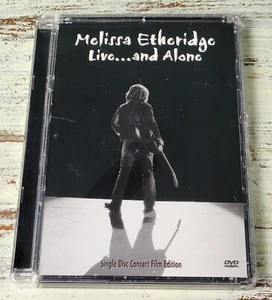 Melissa Etheridge
Live...and Alone
Single Disc Concert Film Edition
DVD